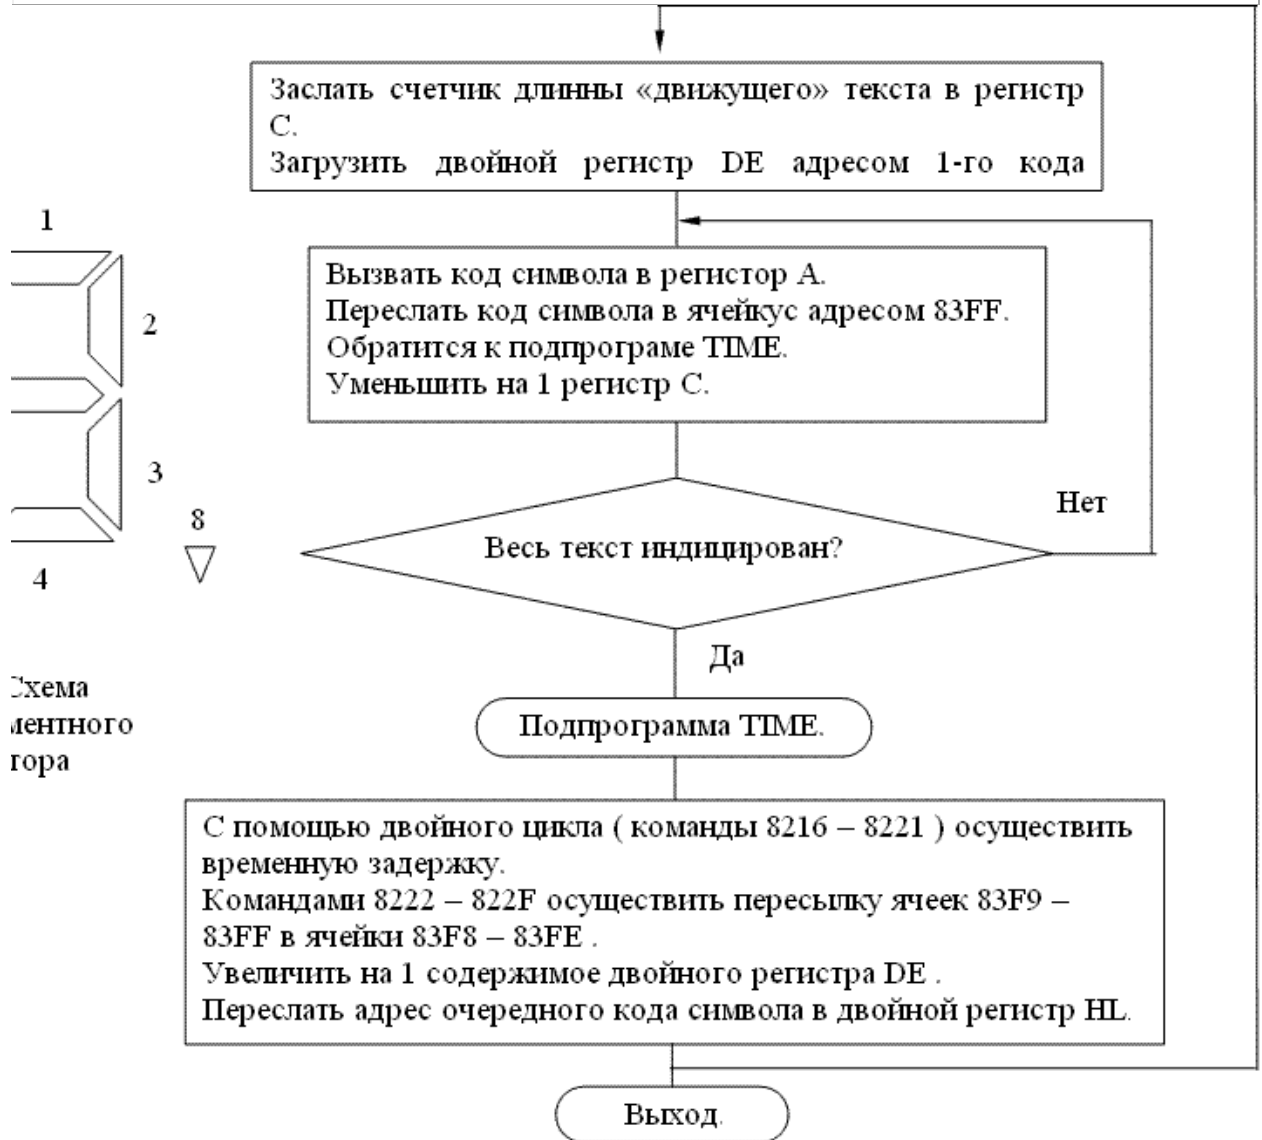 Заслать счетчик длинны «движущего» текста в регистр
С.
Загрузить двойной регистр DE адресом 1-го кода
1
Вызвать код символа в регистор А.
Переслать код символа в ячейкус адресом 83FF.
Обратится к подпрограме TIME.
Уменьшить на 1 регистр С.
2
3
Нет
8
Весь текст индицирован?
4
Да
Схема
ментного
тора
Подпрограмма TIME.
С помощью двойного цикла ( команды 8216 – 8221 ) осуществить
временную задержку.
Командами 8222 – 822F осуществить пересылку ячеек 83F9 –
83FF в ячейки 83F8 – 83FE .
Увеличить на 1 содержимое двойного регистра DE .
Переслать адрес очередного кода символа в двойной регистр HL.
Выход.